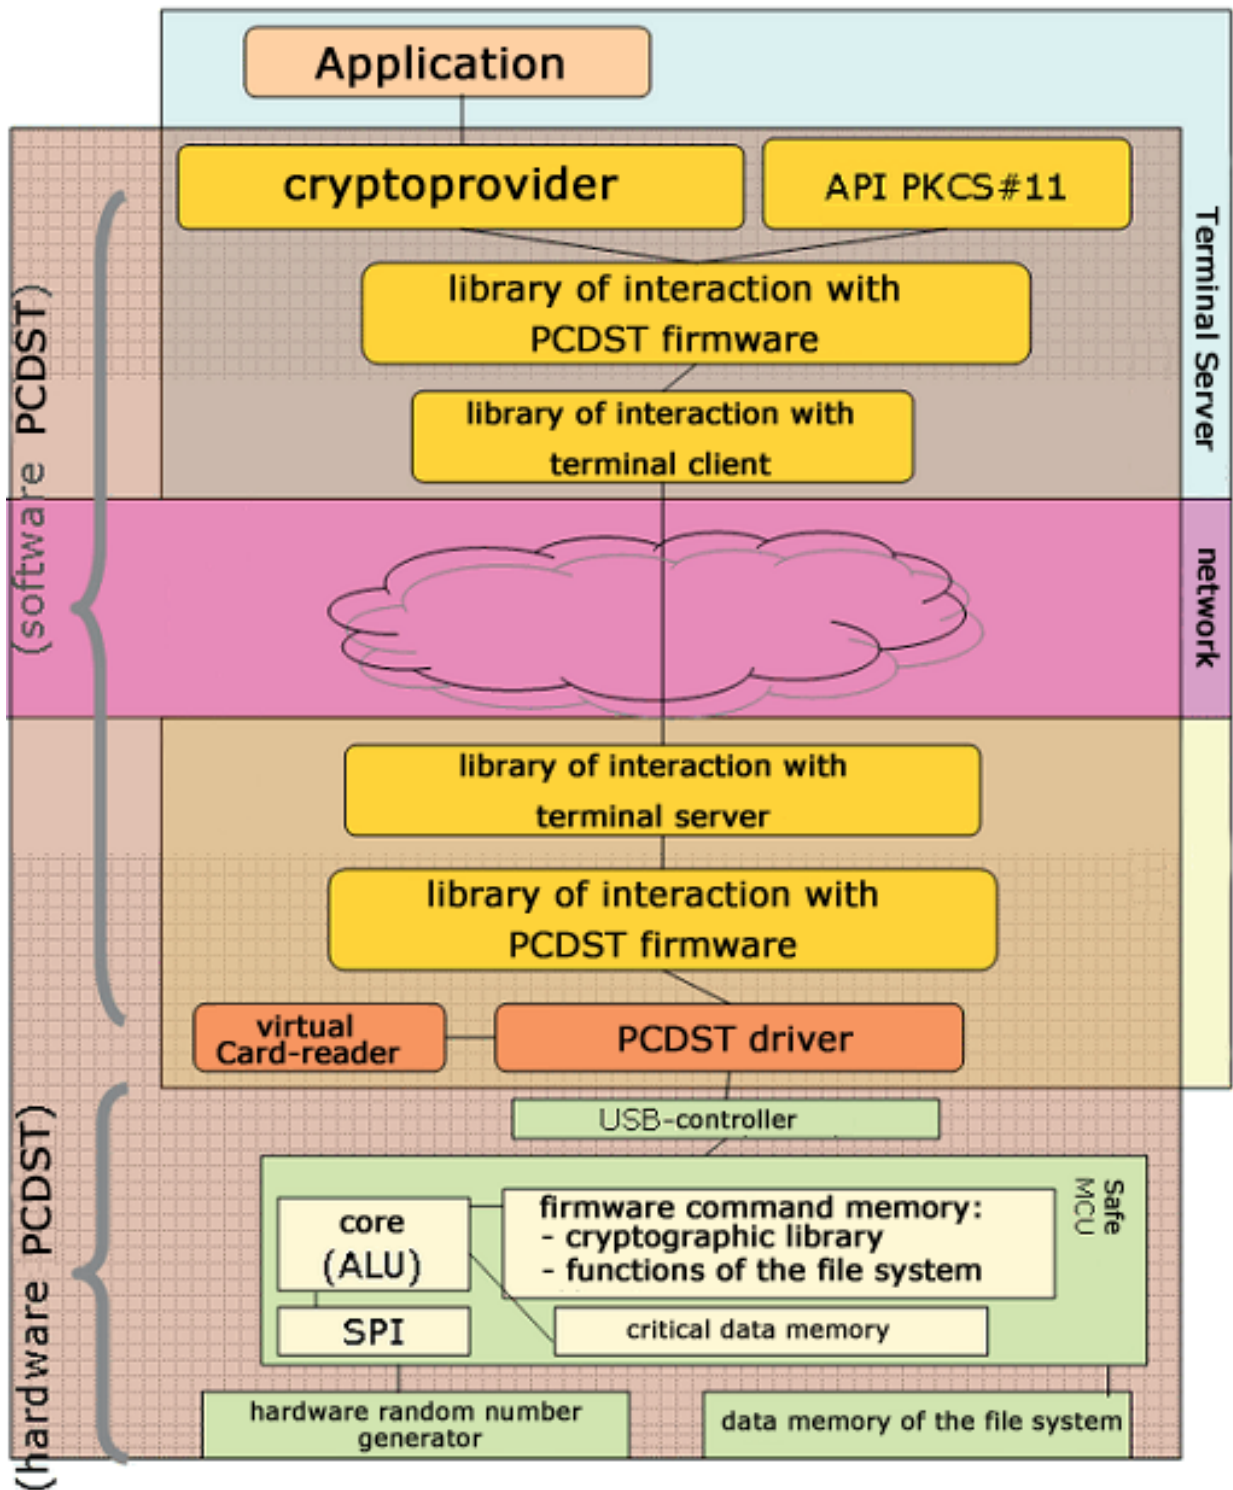 Application
cryptoprovider
API PKCS#11
library of interaction with
PCDST firmware
library of interaction with
terminal client
Terminal Server
(software PCDST)
network
library of interaction with
terminal server
library of interaction with
PCDST firmware
virtual
Card-reader
PCDST driver
(hardware PCDST)
USB-controller
Safe
MCU
core
(ALU)
firmware command memory:
- cryptographic library
- functions of the file system
SPI
critical data memory
hardware random number
generator
data memory of the file system